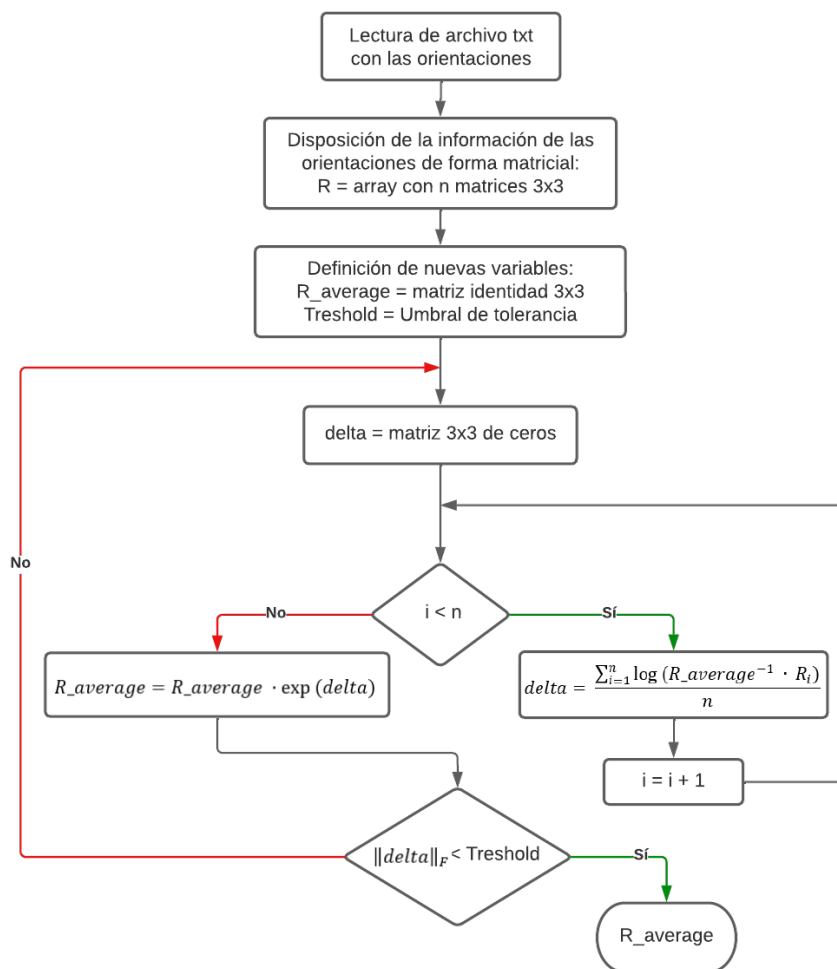 Lectura de archivo txt
con las orientaciones
Disposición de la información de las
orientaciones de forma matricial:
R = array con n matrices 3x3
Definición de nuevas variables:
R_average = matriz identidad 3x3
Treshold = Umbral de tolerancia
delta = matriz 3x3 de ceros
No
i < n
No
Sí
R_average = R_average · exp (delta)
delta = \frac{\sum_{i=1}^{n} log (R_average⁻¹ · R_i)}{n}
i = i + 1
‖delta‖_F < Treshold
Sí
R_average